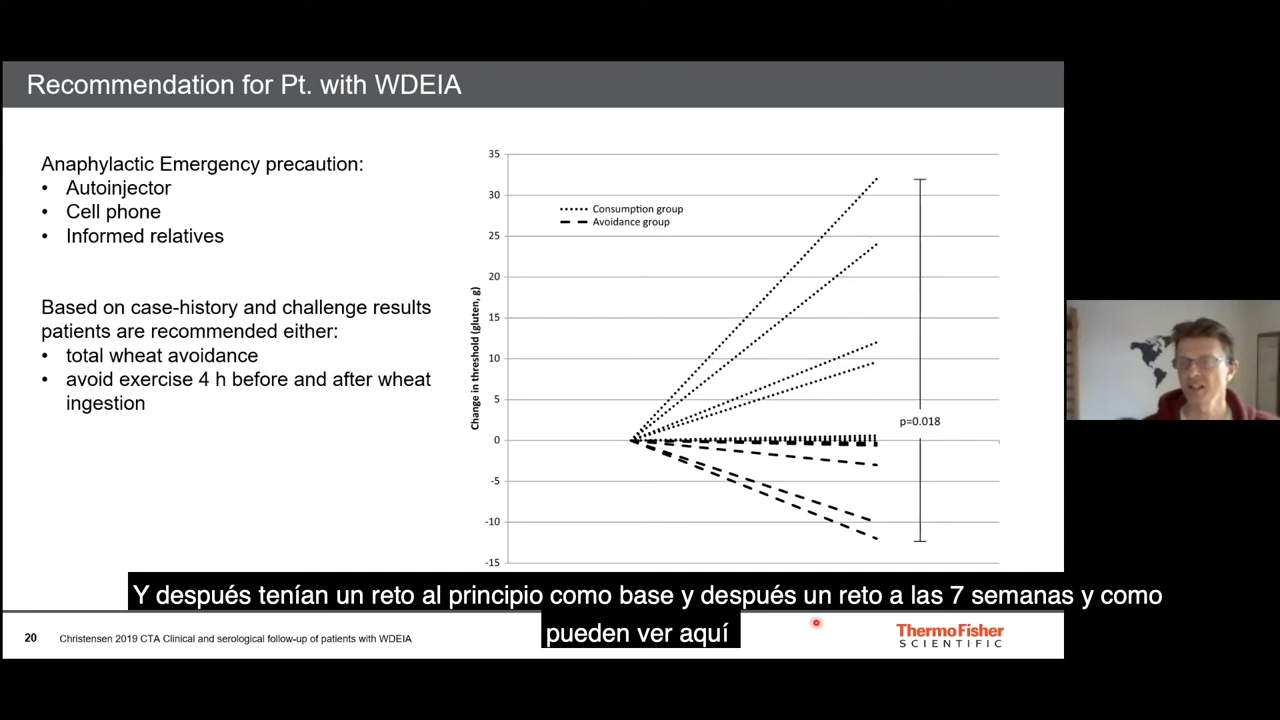 Recommendation for Pt. with WDEIA
Anaphylactic Emergency precaution:
• Autoinjector
• Cell phone
• Informed relatives
Based on case-history and challenge results
patients are recommended either:
• total wheat avoidance
• avoid exercise 4 h before and after wheat
ingestion
Change in threshold (gluten, g)
35
30
25
20
15
10
5
0
-5
-10
-15
Consumption group
Avoidance group
p=0.018
Y después tenían un reto al principio como base y después un reto a las 7 semanas y como
pueden ver aquí
20 Christensen 2019 CTA Clinical and serological follow-up of patients with WDEIA
ThermoFisher
SCIENTIFIC